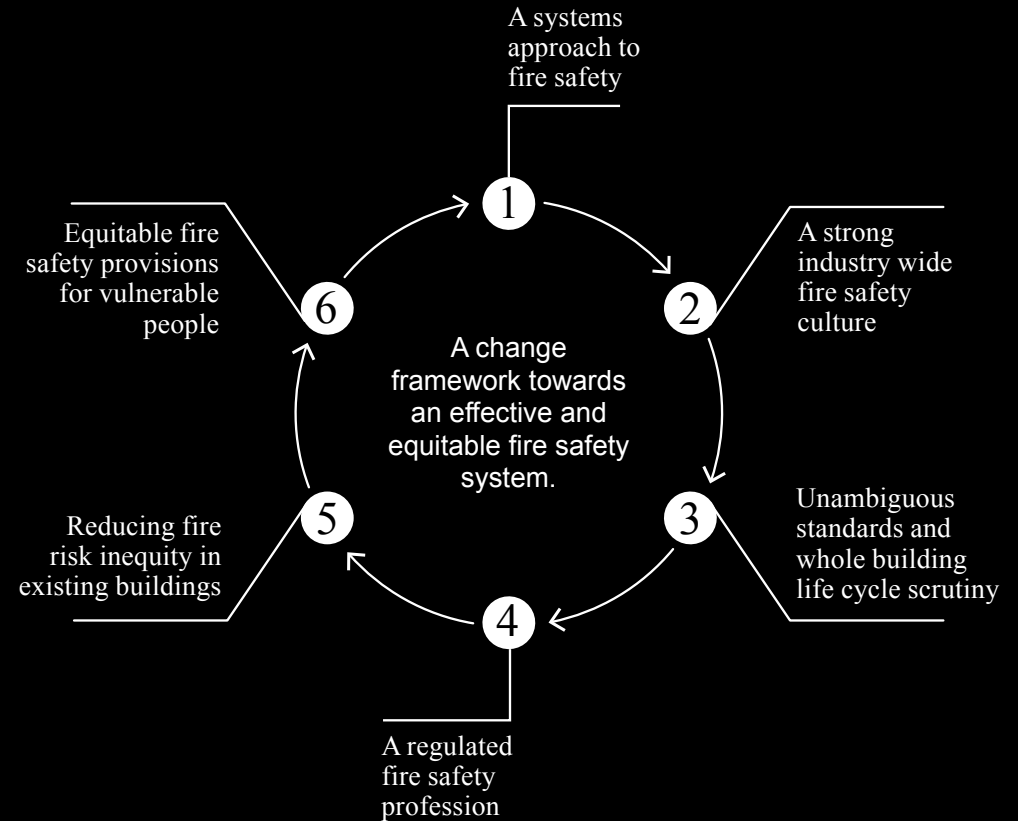 A systems
approach to
fire safety
1
2
A strong
industry wide
fire safety
culture
3
Unambiguous
standards and
whole building
life cycle scrutiny
4
A regulated
fire safety
profession
5
Reducing fire
risk inequity in
existing buildings
6
Equitable fire
safety provisions
for vulnerable
people
A change
framework towards
an effective and
equitable fire safety
system.